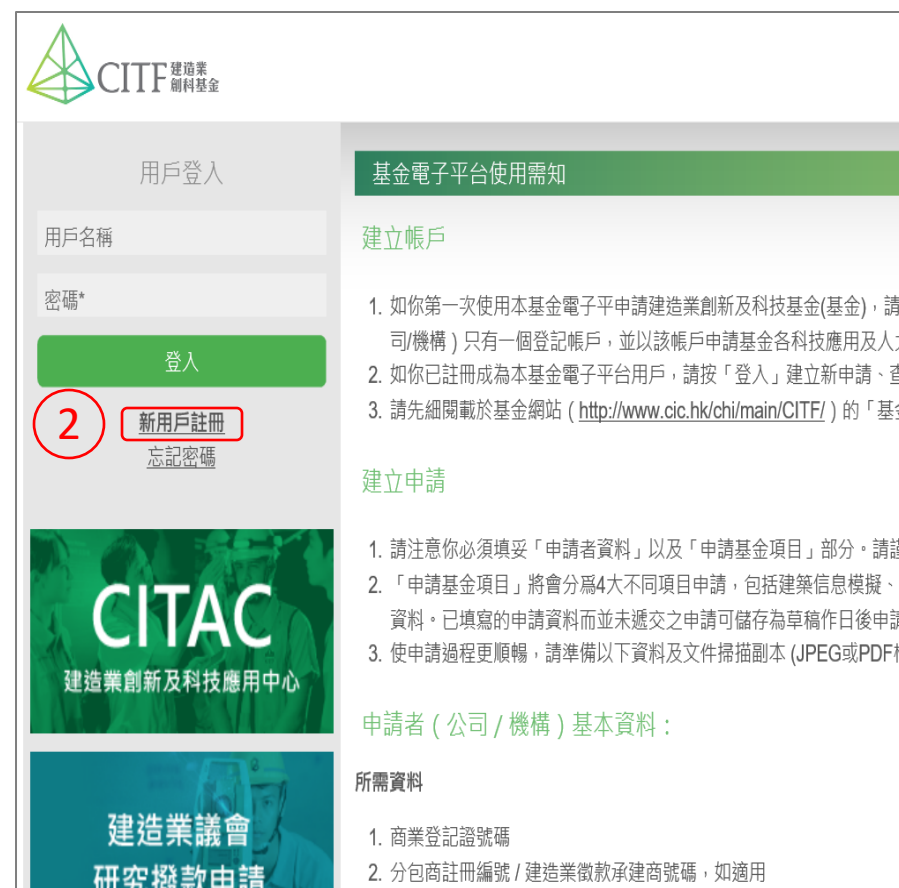 CITF 建造業
創科基金
用戶登入
用戶名稱
密碼*
登入
2
新用戶註冊
忘記密碼
CITAC
建造業創新及科技應用中心
建造業議會
研究撥款申請
基金電子平台使用需知
建立帳戶
1. 如你第一次使用本基金電子平申請建造業創新及科技基金(基金)，請
司/機構 ) 只有一個登記帳戶，並以該帳戶申請基金各科技應用及人
2. 如你已註冊成為本基金電子平台用戶，請按「登入」建立新申請、查
3. 請先細閱載於基金網站 ( http://www.cic.hk/chi/main/CITF/ ) 的「基
建立申請
1. 請注意你必須填妥「申請者資料」以及「申請基金項目」部分。請
2. 「申請基金項目」將會分爲4大不同項目申請，包括建築信息模擬、
資料。已填寫的申請資料而並未遞交之申請可儲存為草稿作日後申請
3. 使申請過程更順暢，請準備以下資料及文件掃描副本 (JPEG或PDF
申請者 ( 公司 / 機構 ) 基本資料：
所需資料
1. 商業登記證號碼
2. 分包商註冊編號 / 建造業徵款承建商號碼，如適用